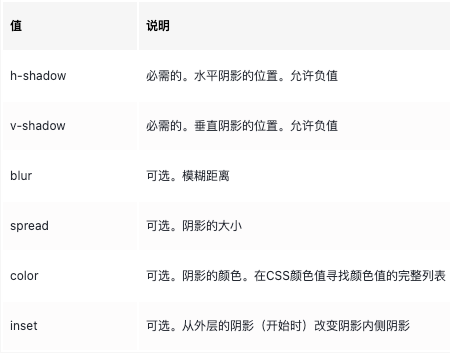 值 说明
h-shadow 必需的。水平阴影的位置。允许负值
v-shadow 必需的。垂直阴影的位置。允许负值
blur 可选。模糊距离
spread 可选。阴影的大小
color 可选。阴影的颜色。在CSS颜色值寻找颜色值的完整列表
inset 可选。从外层的阴影（开始时）改变阴影内侧阴影